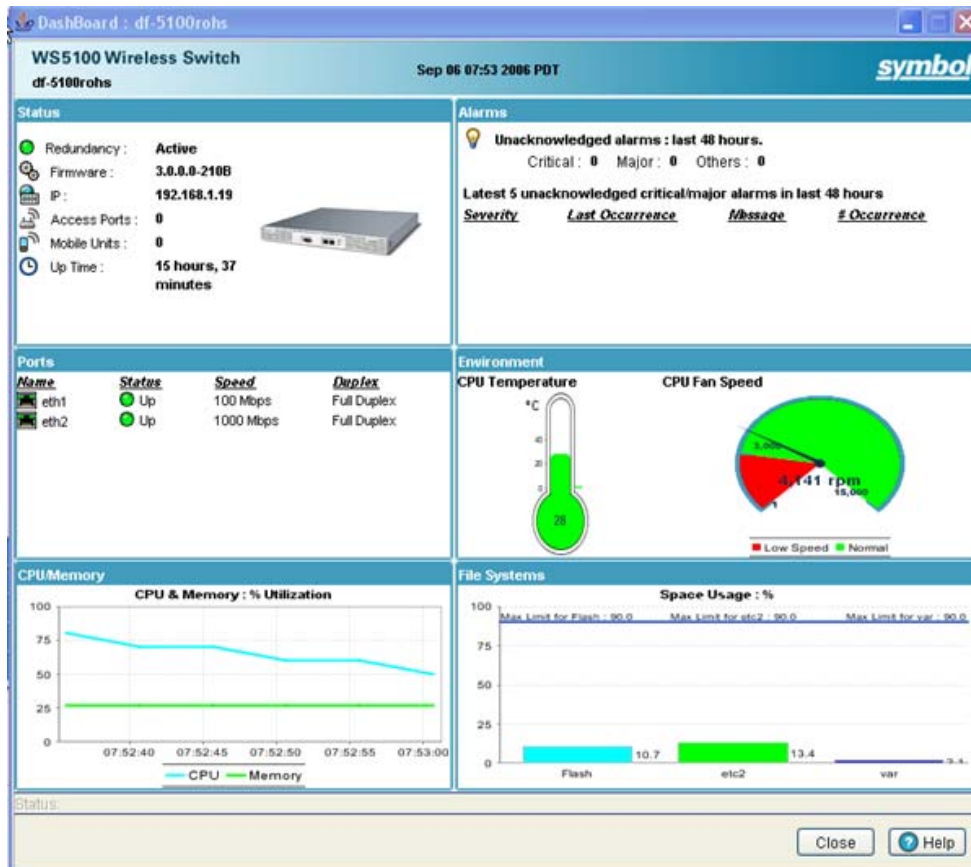 DashBoard : df-5100rohs
WS5100 Wireless Switch
df-5100rohs
Sep 06 07:53 2006 PDT
symbol
Status
Redundancy : Active
Firmware : 3.0.0.0-210B
IP : 192.168.1.19
Access Ports : 0
Mobile Units : 0
Up Time : 15 hours, 37
minutes
Alarms
Unacknowledged alarms : last 48 hours.
Critical : 0 Major : 0 Others : 0
Latest 5 unacknowledged critical/major alarms in last 48 hours
Severity Last Occurrence Message # Occurrence
Ports
Name Status Speed Duplex
eth1 Up 100 Mbps Full Duplex
eth2 Up 1000 Mbps Full Duplex
Environment
CPU Temperature CPU Fan Speed
°C
40
20
0
28
3,000
4,141 rpm
15,000
1
Low Speed Normal
CPU/Memory
CPU & Memory : % Utilization
100
75
50
25
0
07:52:40 07:52:45 07:52:50 07:52:55 07:53:00
CPU Memory
File Systems
Space Usage : %
100
Max Limit for Flash : 90.0 Max Limit for etc2 : 90.0 Max Limit for var : 90.0
75
50
25
0
10.7 13.4
Flash etc2 var
Status:
Close Help